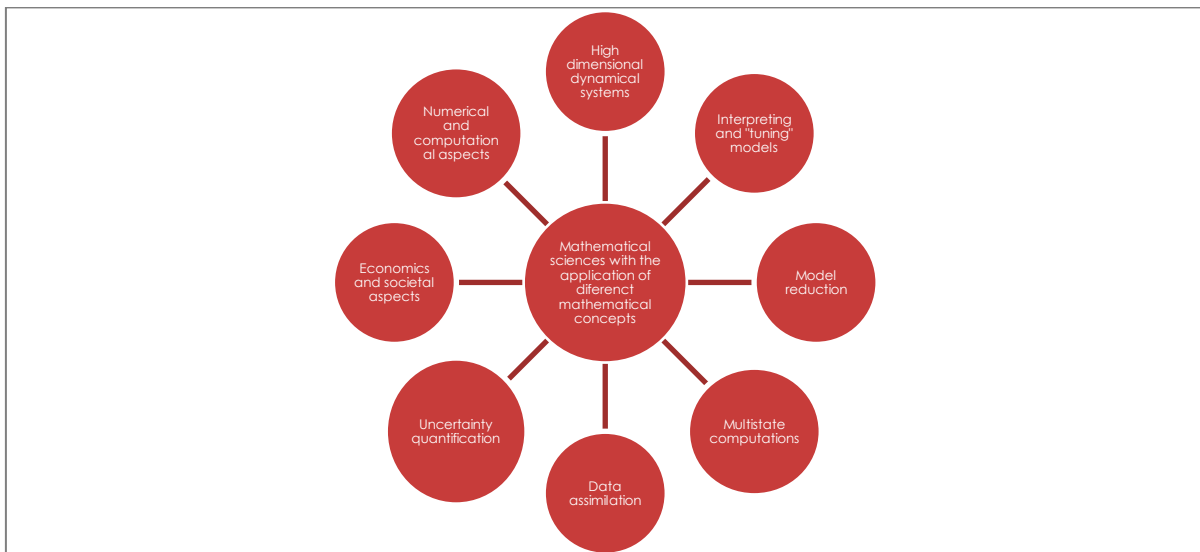 High
dimensional
dynamical
systems
Interpreting
and "tuning"
models
Model
reduction
Multistate
computations
Data
assimilation
Uncertainty
quantification
Economics
and societal
aspects
Numerical
and
computation
al aspects
Mathematical
sciences with the
application of
diferenct
mathematical
concepts